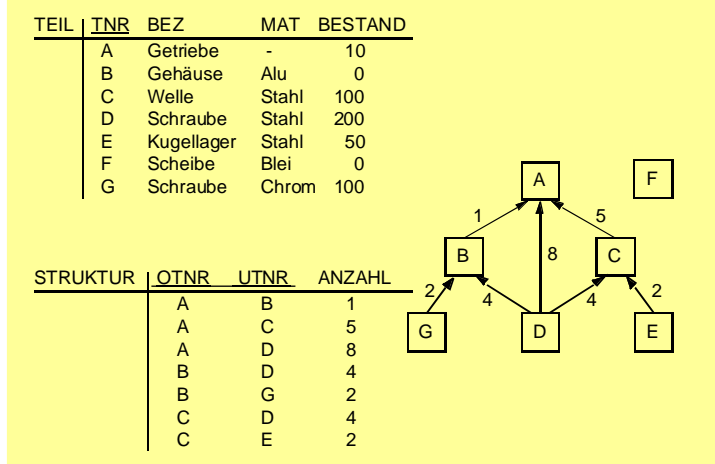 TEIL TNR BEZ MAT BESTAND
A Getriebe - 10
B Gehäuse Alu 0
C Welle Stahl 100
D Schraube Stahl 200
E Kugellager Stahl 50
F Scheibe Blei 0
G Schraube Chrom 100
A F
1 5
B 8 C
2 4 4 2
G D E
STRUKTUR OTNR UTNR ANZAHL
A B 1
A C 5
A D 8
B D 4
B G 2
C D 4
C E 2